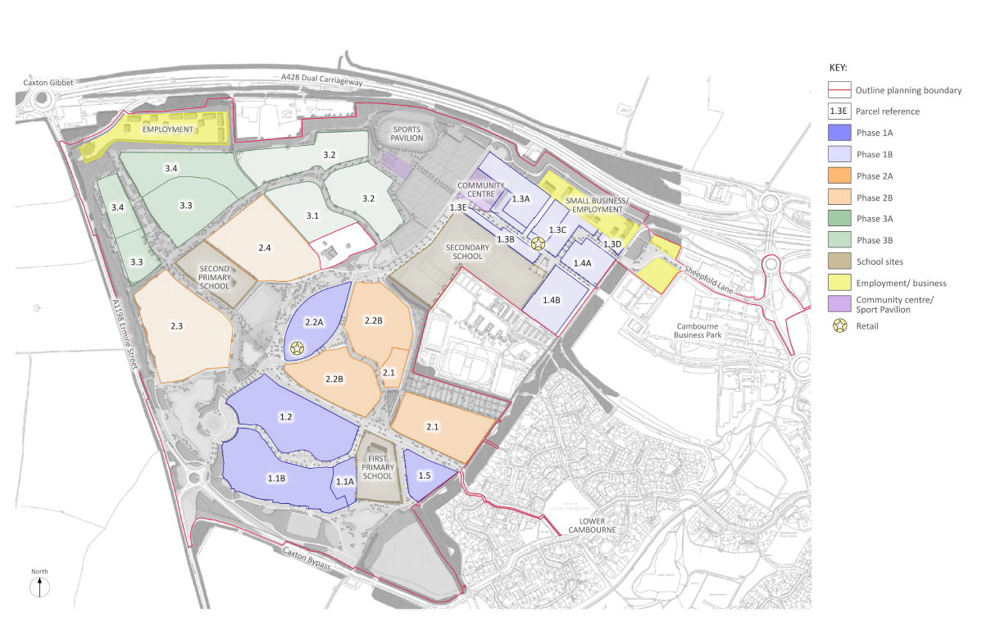 A428 Dual Carriageway
Caxton Gibbet
EMPLOYMENT
SPORTS
PAVILION
3.2
3.4
3.3
3.2
3.1
3.4
3.3
2.4
COMMUNITY
CENTRE
1.3A
1.3E
SMALL BUSINESS/
EMPLOYMENT
1.3C
1.3B
1.3D
1.4A
1.4B
SECONDARY
SCHOOL
SECOND
PRIMARY
SCHOOL
Sheepfold Lane
Cambourne
Business Park
A1198 Ermine Street
2.3
2.2A
2.2B
2.2B
2.1
2.1
1.2
1.1B
1.1A
FIRST
PRIMARY
SCHOOL
1.5
LOWER
CAMBOURNE
Caxton Bypass
North
KEY:
Outline planning boundary
1.3E Parcel reference
Phase 1A
Phase 1B
Phase 2A
Phase 2B
Phase 3A
Phase 3B
School sites
Employment/ business
Community centre/
Sport Pavilion
Retail